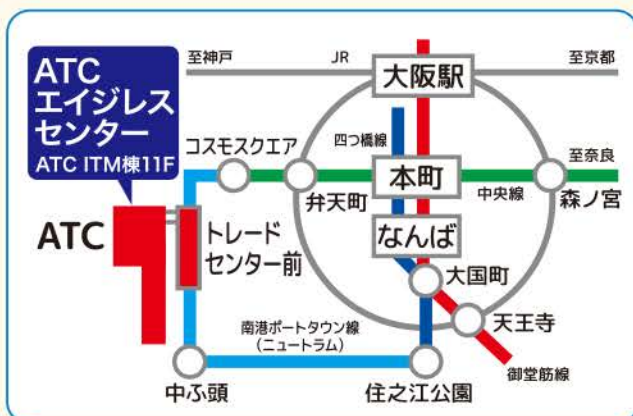 ATC
エイジレス
センター
ATC ITM棟11F
至神戸
JR
大阪駅
至京都
四つ橋線
コスモスクエア
弁天町
本町
中央線
至奈良
森ノ宮
ATC
トレード
センター前
なんば
大国町
天王寺
御堂筋線
南港ポートタウン線
(ニュートラム)
中ふ頭
住之江公園